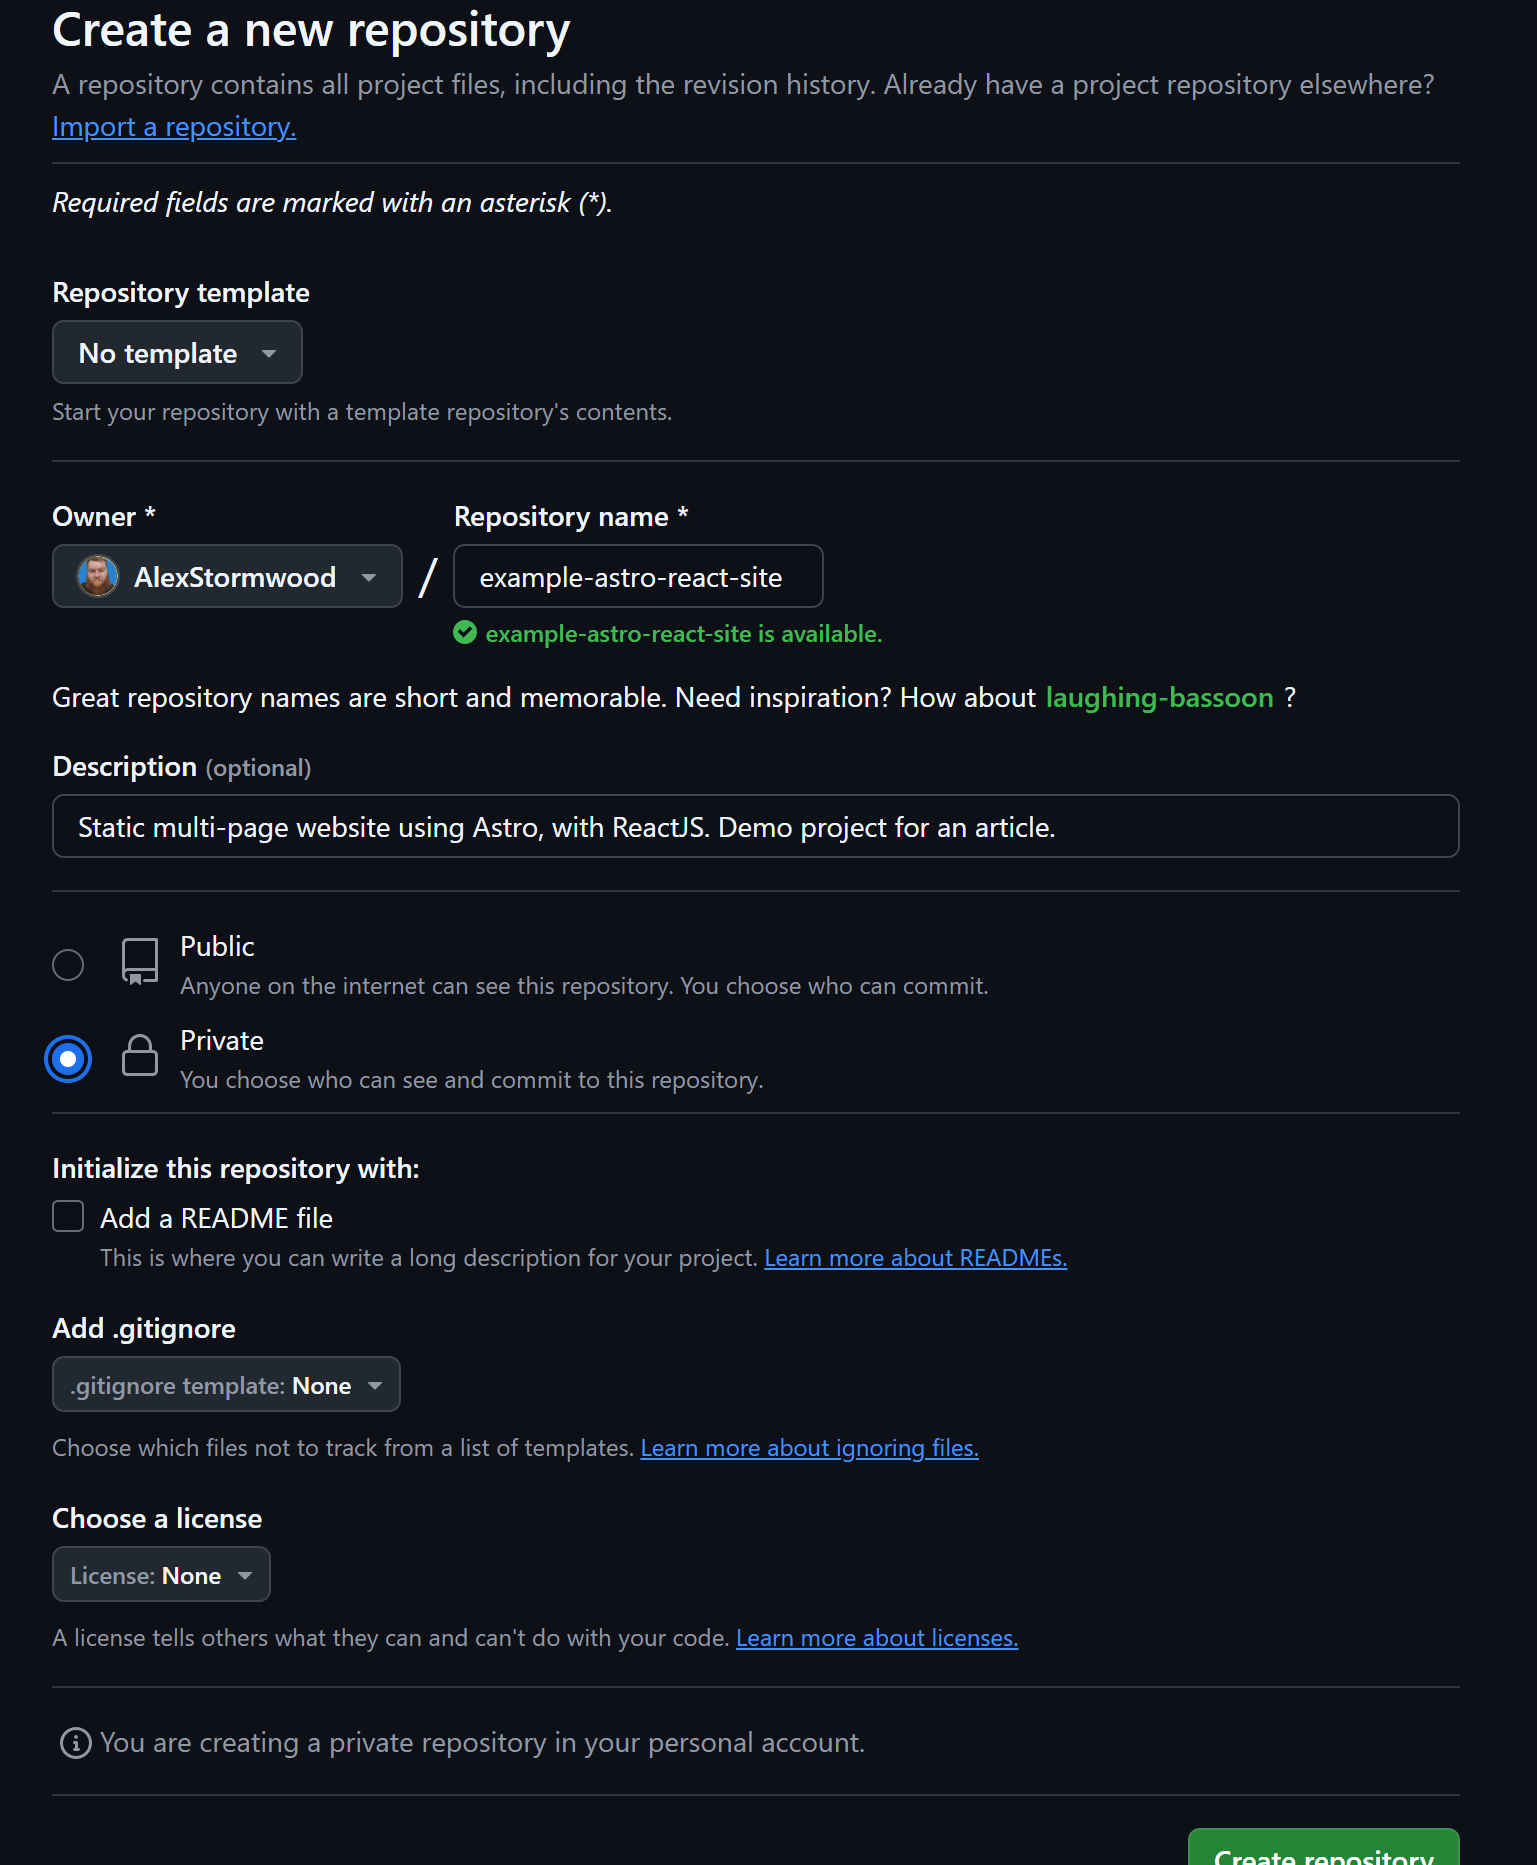 Create a new repository
A repository contains all project files, including the revision history. Already have a project repository elsewhere?
Import a repository.
Required fields are marked with an asterisk (*).
Repository template
No template
Start your repository with a template repository's contents.
Owner *
Repository name *
AlexStormwood
/
example-astro-react-site
example-astro-react-site is available.
Great repository names are short and memorable. Need inspiration? How about laughing-bassoon ?
Description (optional)
Static multi-page website using Astro, with ReactJS. Demo project for an article.
Public
Anyone on the internet can see this repository. You choose who can commit.
Private
You choose who can see and commit to this repository.
Initialize this repository with:
Add a README file
This is where you can write a long description for your project. Learn more about READMEs.
Add .gitignore
.gitignore template: None
Choose which files not to track from a list of templates. Learn more about ignoring files.
Choose a license
License: None
A license tells others what they can and can't do with your code. Learn more about licenses.
You are creating a private repository in your personal account.
Create repository